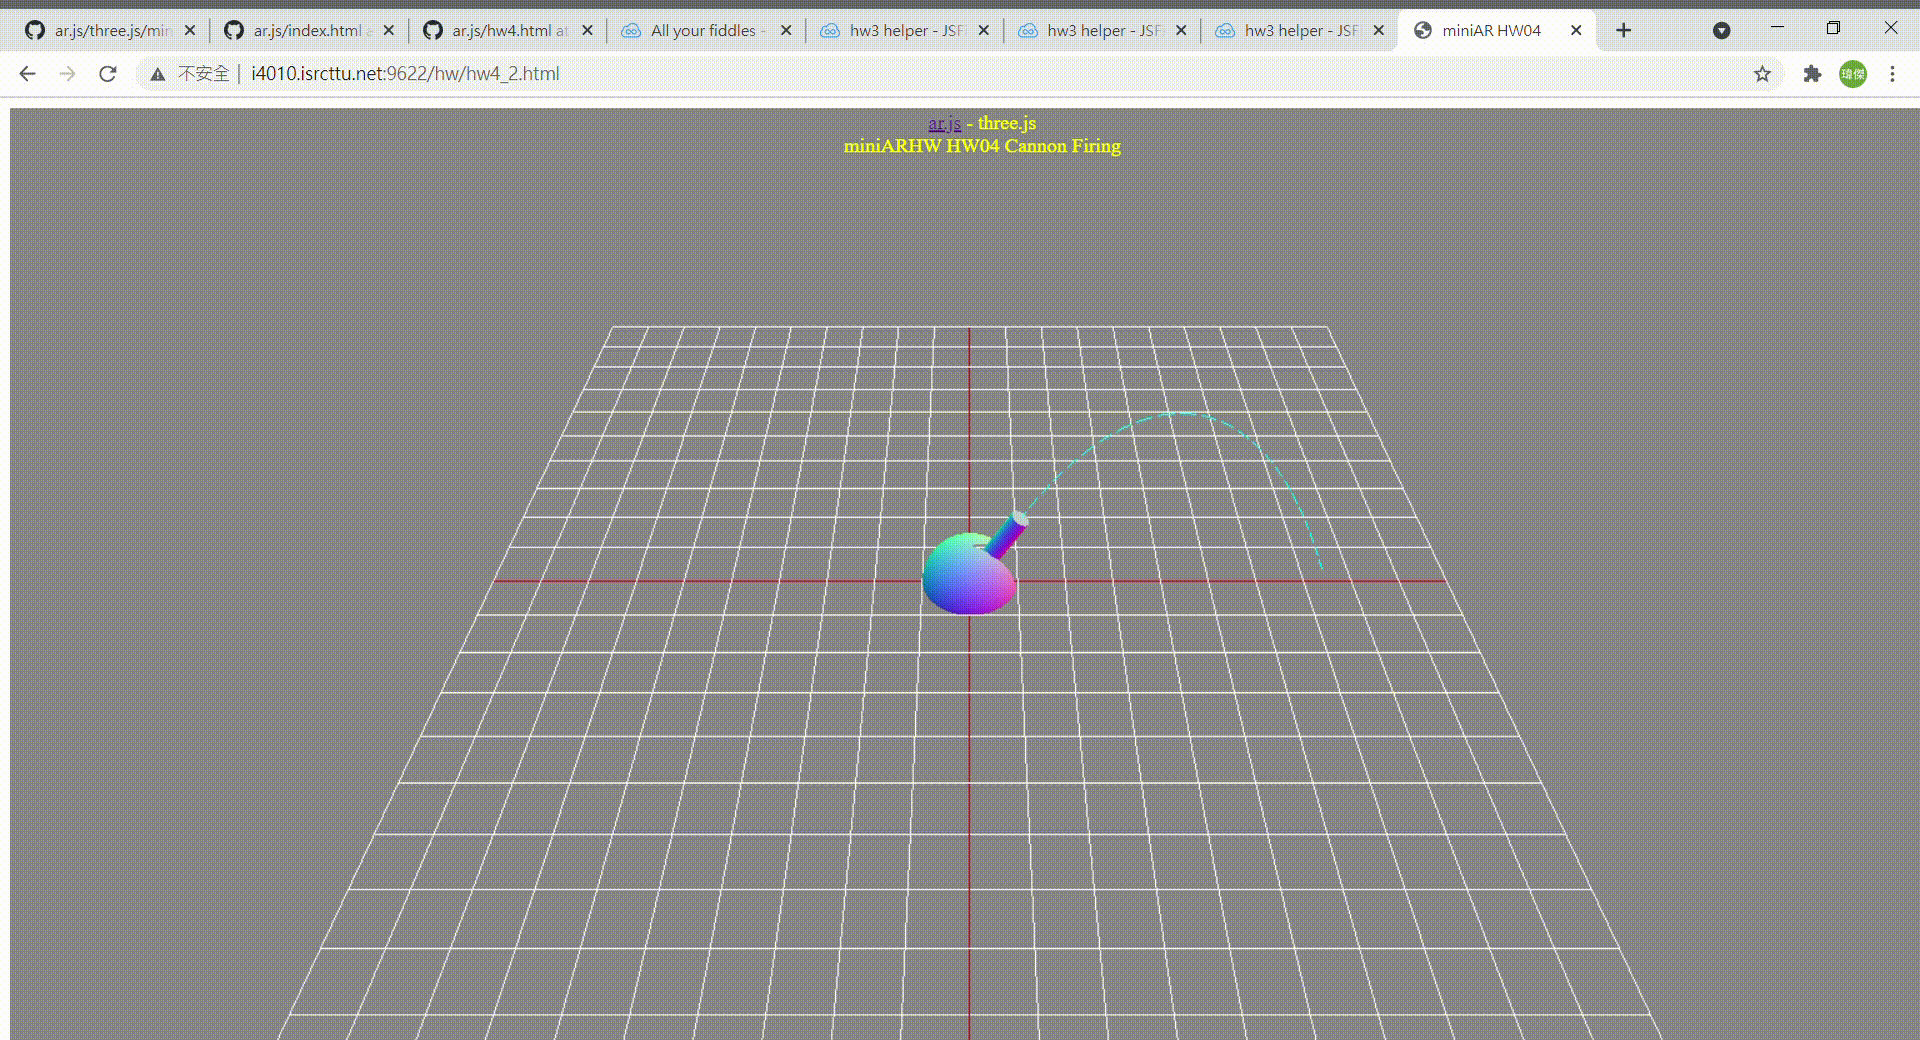 ar.js/three.js/min
ar.js/index.html a
ar.js/hw4.html at
All your fiddles -
hw3 helper - JSF
hw3 helper - JSF
hw3 helper - JSF
miniAR HW04
不安全 | i4010.isrcttu.net:9622/hw/hw4_2.html
瑋傑
ar.js - three.js
miniARHW HW04 Cannon Firing